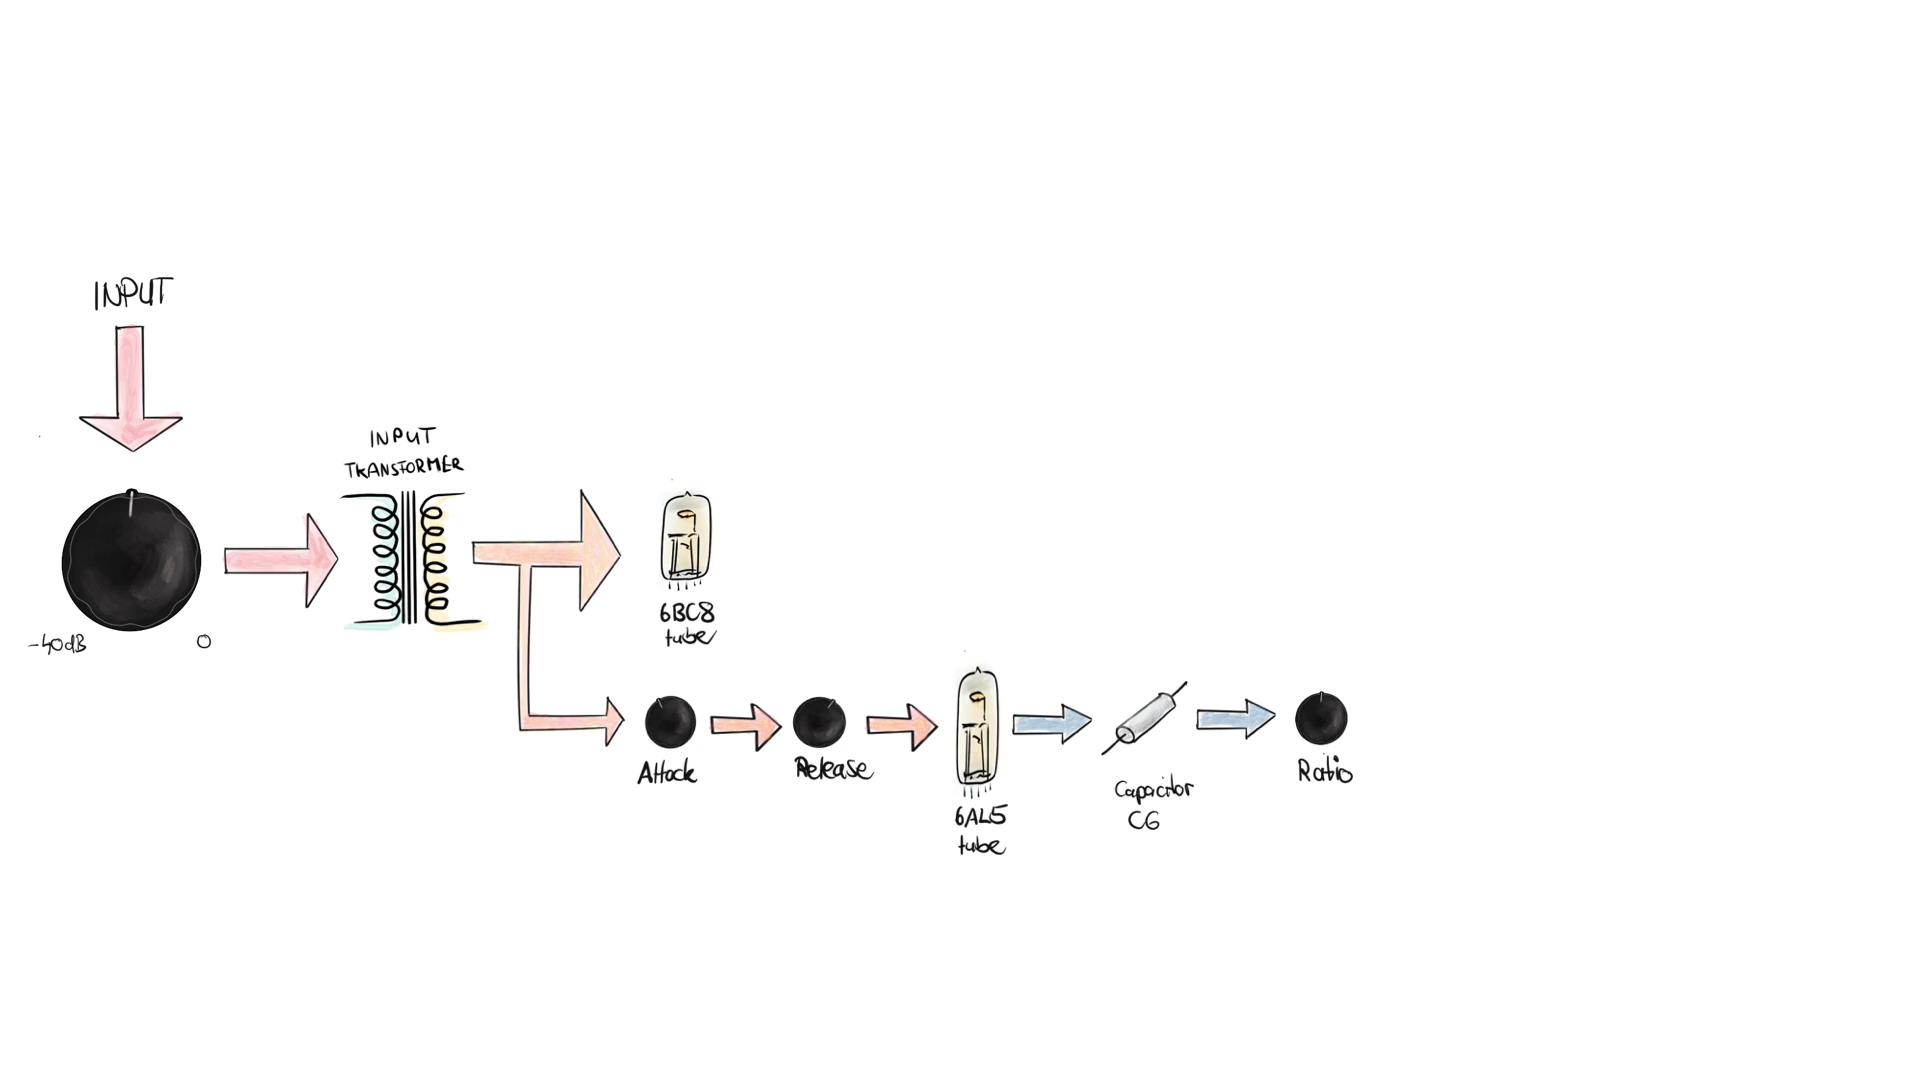 INPUT
INPUT
TRANSFORMER
-40dB
0
6BC8
tube
Attack
Release
6AL5
tube
Capacitor
C6
Ratio